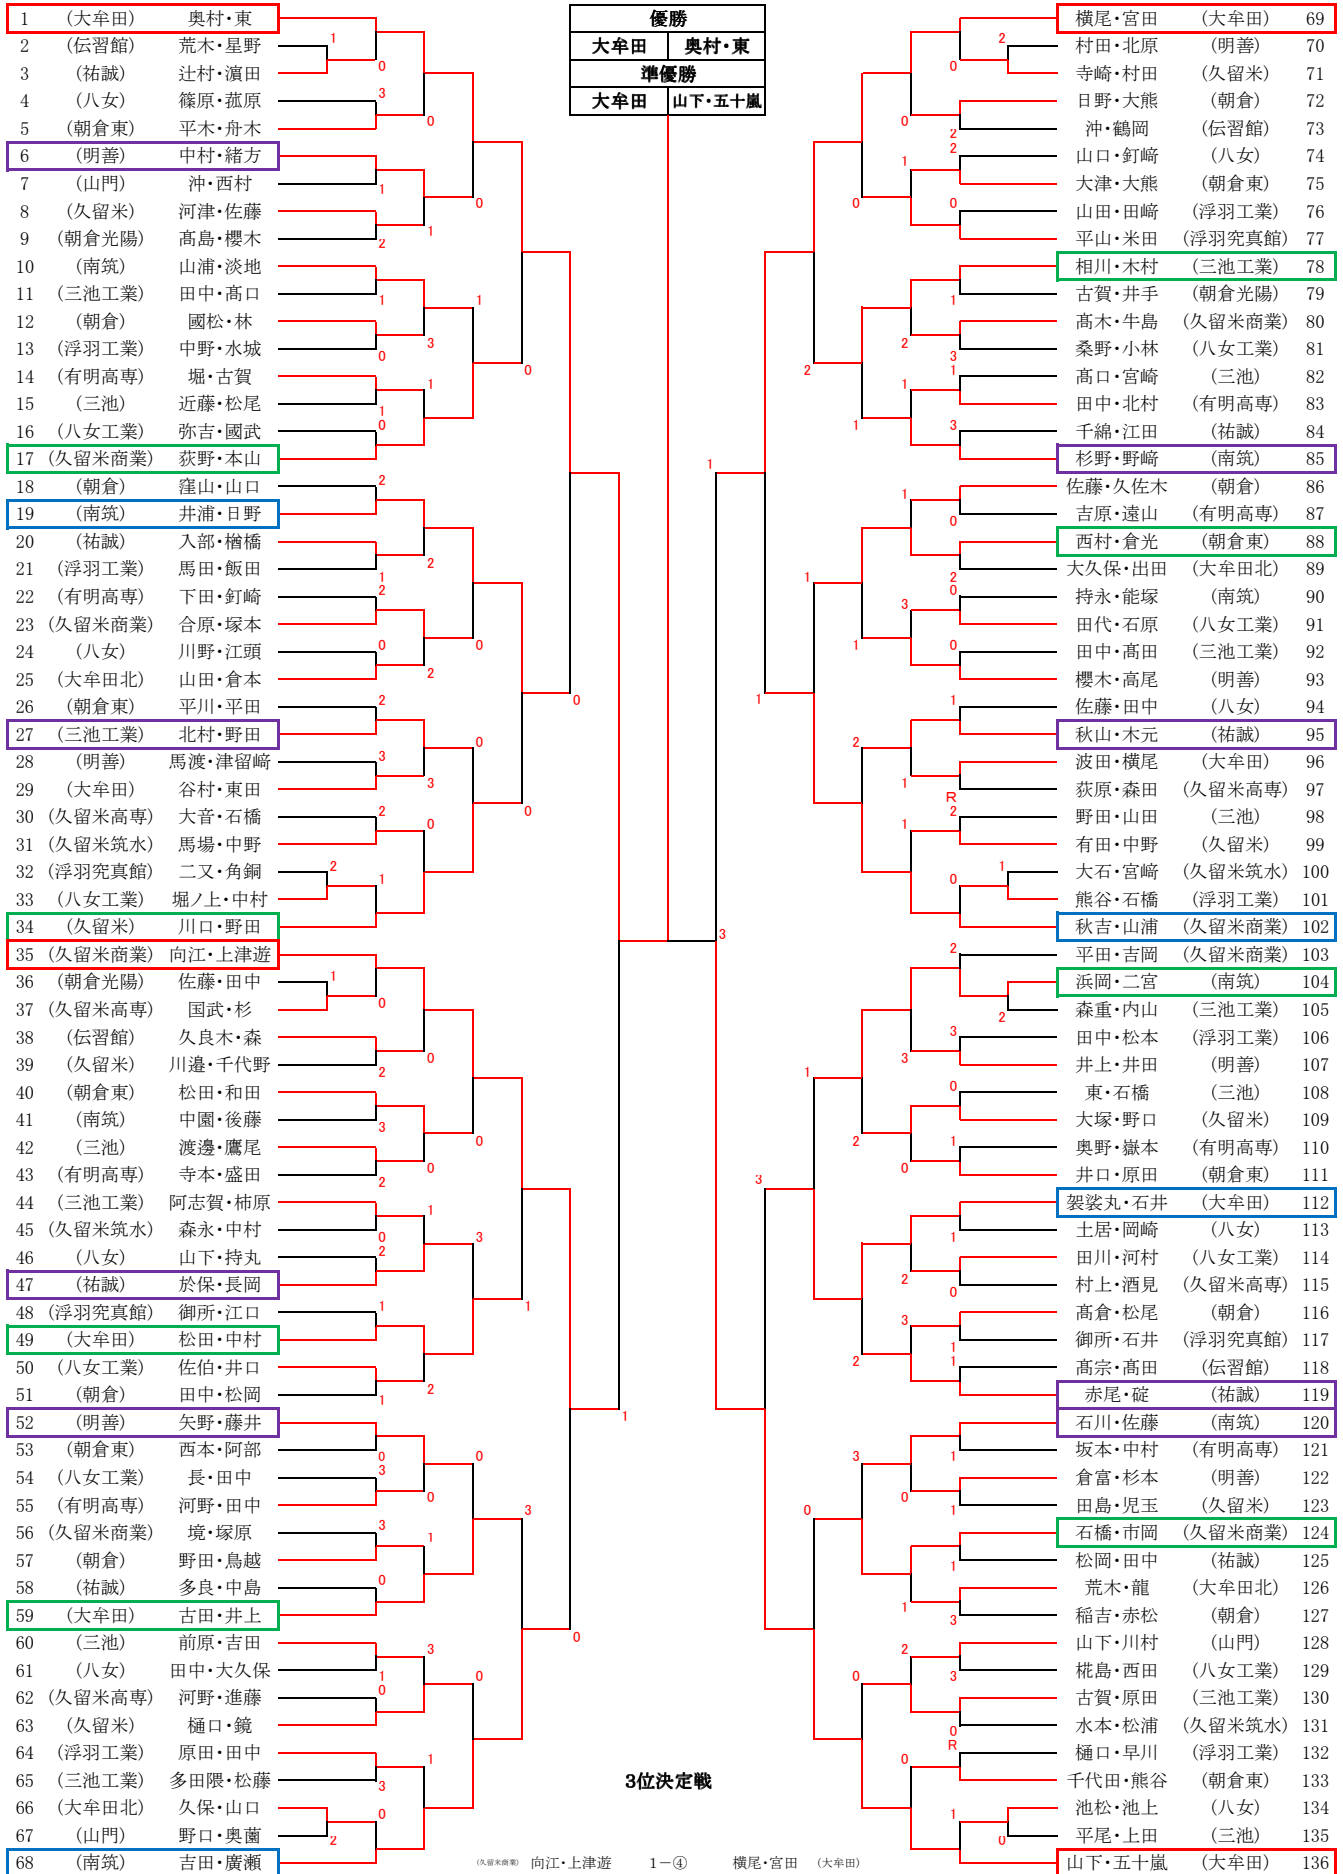 優勝
大牟田 奥村・東
準優勝
大牟田 山下・五十嵐
1 (大牟田) 奥村・東
2 (伝習館) 荒木・星野
3 (祐誠) 辻村・濵田
4 (八女) 篠原・菰原
5 (朝倉東) 平木・舟木
6 (明善) 中村・緒方
7 (山門) 沖・西村
8 (久留米) 河津・佐藤
9 (朝倉光陽) 髙島・櫻木
10 (南筑) 山浦・淡地
11 (三池工業) 田中・髙口
12 (朝倉) 國松・林
13 (浮羽工業) 中野・水城
14 (有明高専) 堀・古賀
15 (三池) 近藤・松尾
16 (八女工業) 弥吉・國武
17 (久留米商業) 荻野・本山
18 (朝倉) 窪山・山口
19 (南筑) 井浦・日野
20 (祐誠) 入部・楢橋
21 (浮羽工業) 馬田・飯田
22 (有明高専) 下田・釘崎
23 (久留米商業) 合原・塚本
24 (八女) 川野・江頭
25 (大牟田北) 山田・倉本
26 (朝倉東) 平川・平田
27 (三池工業) 北村・野田
28 (明善) 馬渡・津留﨑
29 (大牟田) 谷村・東田
30 (久留米高専) 大音・石橋
31 (久留米筑水) 馬場・中野
32 (浮羽究真館) 二又・角銅
33 (八女工業) 堀ノ上・中村
34 (久留米) 川口・野田
35 (久留米商業) 向江・上津遊
36 (朝倉光陽) 佐藤・田中
37 (久留米高専) 国武・杉
38 (伝習館) 久良木・森
39 (久留米) 川邉・千代野
40 (朝倉東) 松田・和田
41 (南筑) 中園・後藤
42 (三池) 渡邊・鷹尾
43 (有明高専) 寺本・盛田
44 (三池工業) 阿志賀・柿原
45 (久留米筑水) 森永・中村
46 (八女) 山下・持丸
47 (祐誠) 於保・長岡
48 (浮羽究真館) 御所・江口
49 (大牟田) 松田・中村
50 (八女工業) 佐伯・井口
51 (朝倉) 田中・松岡
52 (明善) 矢野・藤井
53 (朝倉東) 西本・阿部
54 (八女工業) 長・田中
55 (有明高専) 河野・田中
56 (久留米商業) 境・塚原
57 (朝倉) 野田・鳥越
58 (祐誠) 多良・中島
59 (大牟田) 古田・井上
60 (三池) 前原・吉田
61 (八女) 田中・大久保
62 (久留米高専) 河野・進藤
63 (久留米) 樋口・鏡
64 (浮羽工業) 原田・田中
65 (三池工業) 多田隈・松藤
66 (大牟田北) 久保・山口
67 (山門) 野口・奥薗
68 (南筑) 吉田・廣瀬
横尾・宮田 (大牟田) 69
村田・北原 (明善) 70
寺崎・村田 (久留米) 71
日野・大熊 (朝倉) 72
沖・鶴岡 (伝習館) 73
山口・釘﨑 (八女) 74
大津・大熊 (朝倉東) 75
山田・田﨑 (浮羽工業) 76
平山・米田 (浮羽究真館) 77
相川・木村 (三池工業) 78
古賀・井手 (朝倉光陽) 79
髙木・牛島 (久留米商業) 80
桑野・小林 (八女工業) 81
髙口・宮崎 (三池) 82
田中・北村 (有明高専) 83
千綿・江田 (祐誠) 84
杉野・野﨑 (南筑) 85
佐藤・久佐木 (朝倉) 86
吉原・遠山 (有明高専) 87
西村・倉光 (朝倉東) 88
大久保・出田 (大牟田北) 89
持永・能塚 (南筑) 90
田代・石原 (八女工業) 91
田中・髙田 (三池工業) 92
櫻木・高尾 (明善) 93
佐藤・田中 (八女) 94
秋山・木元 (祐誠) 95
波田・横尾 (大牟田) 96
荻原・森田 (久留米高専) 97
野田・山田 (三池) 98
有田・中野 (久留米) 99
大石・宮﨑 (久留米筑水) 100
熊谷・石橋 (浮羽工業) 101
秋吉・山浦 (久留米商業) 102
平田・吉岡 (久留米商業) 103
浜岡・二宮 (南筑) 104
森重・内山 (三池工業) 105
田中・松本 (浮羽工業) 106
井上・井田 (明善) 107
東・石橋 (三池) 108
大塚・野口 (久留米) 109
奥野・嶽本 (有明高専) 110
井口・原田 (朝倉東) 111
袈裟丸・石井 (大牟田) 112
土居・岡崎 (八女) 113
田川・河村 (八女工業) 114
村上・酒見 (久留米高専) 115
髙倉・松尾 (朝倉) 116
御所・石井 (浮羽究真館) 117
髙宗・髙田 (伝習館) 118
赤尾・碇 (祐誠) 119
石川・佐藤 (南筑) 120
坂本・中村 (有明高専) 121
倉富・杉本 (明善) 122
田島・児玉 (久留米) 123
石橋・市岡 (久留米商業) 124
松岡・田中 (祐誠) 125
荒木・龍 (大牟田北) 126
稲吉・赤松 (朝倉) 127
山下・川村 (山門) 128
椛島・西田 (八女工業) 129
古賀・原田 (三池工業) 130
水本・松浦 (久留米筑水) 131
樋口・早川 (浮羽工業) 132
千代田・熊谷 (朝倉東) 133
池松・池上 (八女) 134
平尾・上田 (三池) 135
山下・五十嵐 (大牟田) 136
3位決定戦
(久留米商業) 向江・上津遊 1－④ 横尾・宮田 (大牟田)